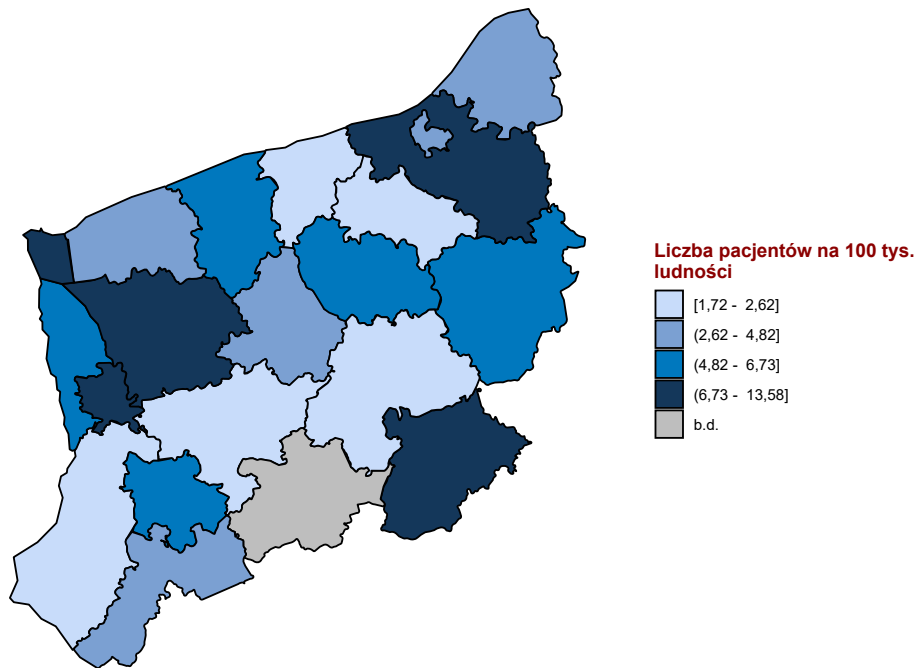 Liczba pacjentów na 100 tys.
ludności
[1,72 - 2,62]
(2,62 - 4,82]
(4,82 - 6,73]
(6,73 - 13,58]
b.d.